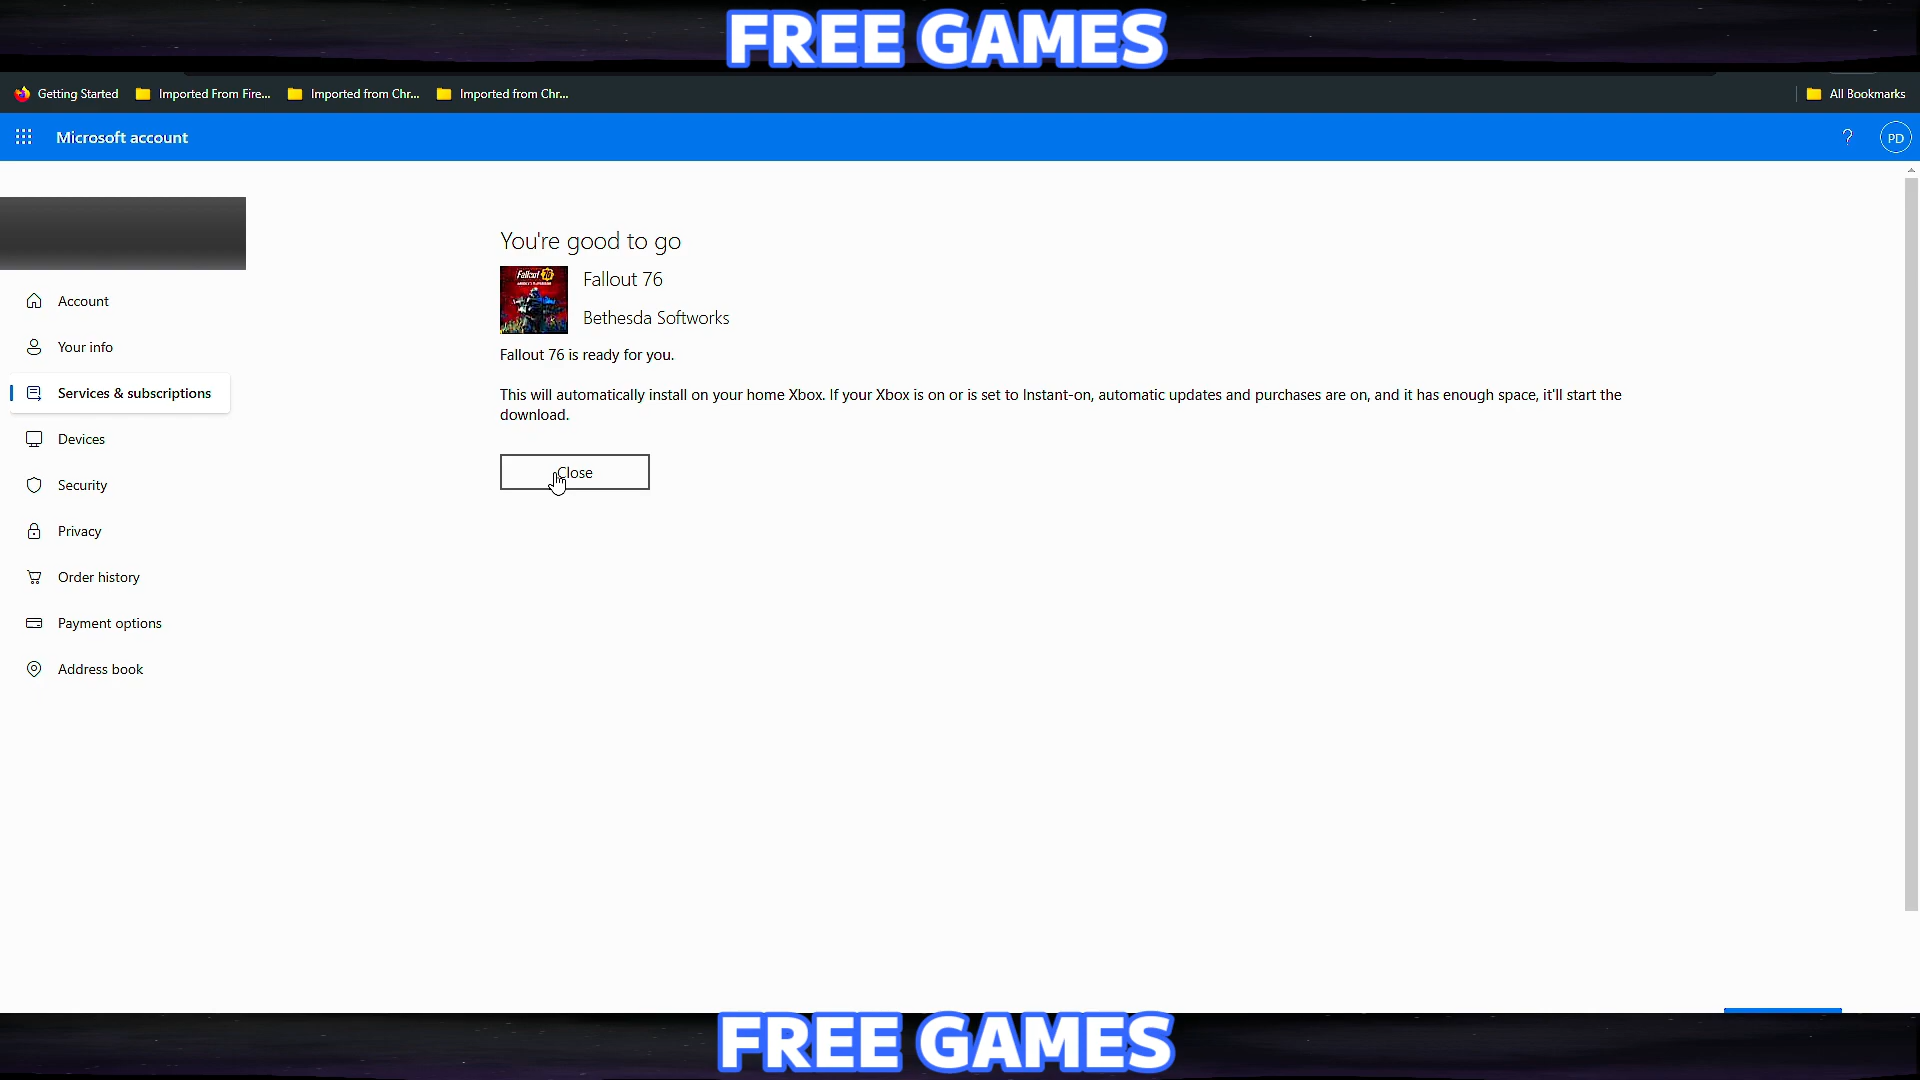 FREE GAMES
Getting Started Imported From Fire... Imported from Chr... Imported from Chr... All Bookmarks
Microsoft account ? PD
You're good to go
Fallout 76
Bethesda Softworks
Fallout 76 is ready for you.
This will automatically install on your home Xbox. If your Xbox is on or is set to Instant-on, automatic updates and purchases are on, and it has enough space, it'll start the
download.
Close
Account
Your info
Services & subscriptions
Devices
Security
Privacy
Order history
Payment options
Address book
FREE GAMES